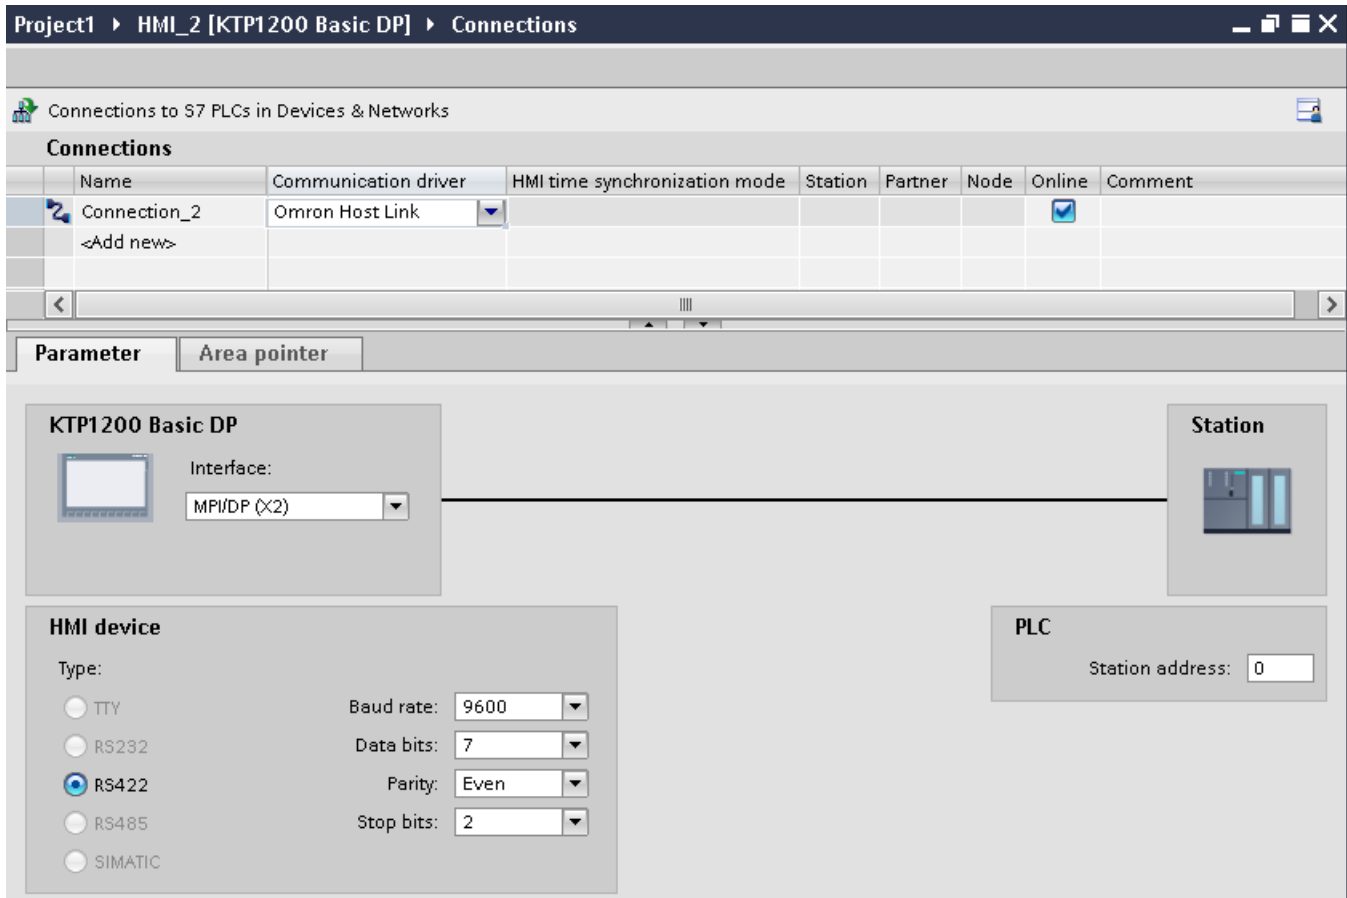 Project1 ▸ HMI_2 [KTP1200 Basic DP] ▸ Connections
Connections to S7 PLCs in Devices & Networks
Connections
Name Communication driver HMI time synchronization mode Station Partner Node Online Comment
Connection_2 Omron Host Link
<Add new>
Parameter Area pointer
KTP1200 Basic DP
Interface:
MPI/DP (X2)
Station
HMI device
Type:
TTY
RS232
RS422
RS485
SIMATIC
Baud rate: 9600
Data bits: 7
Parity: Even
Stop bits: 2
PLC
Station address: 0